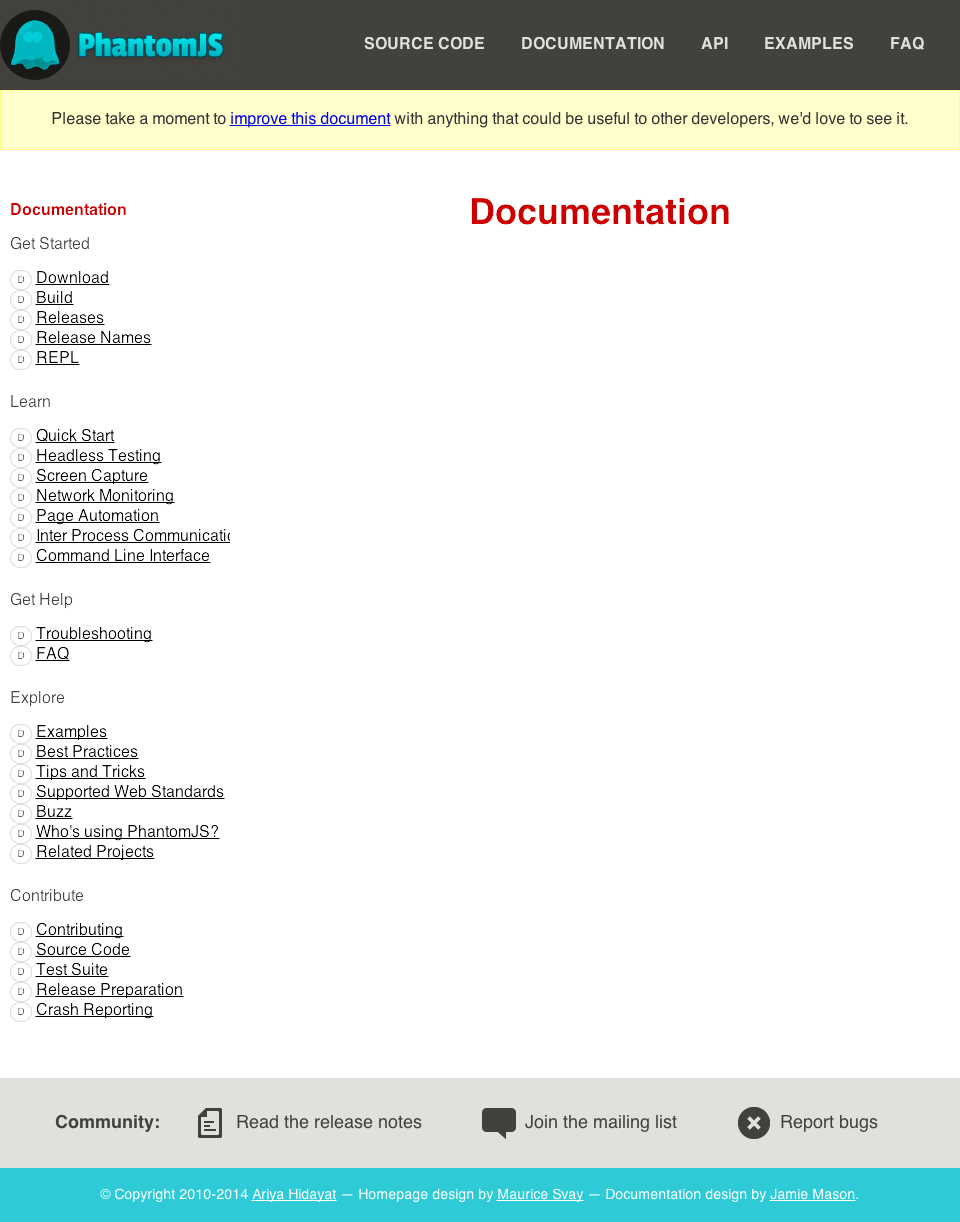 PhantomJS
SOURCE CODE DOCUMENTATION API EXAMPLES FAQ
Please take a moment to improve this document with anything that could be useful to other developers, we'd love to see it.
Documentation
Documentation
Get Started
D Download
D Build
D Releases
D Release Names
D REPL
Learn
D Quick Start
D Headless Testing
D Screen Capture
D Network Monitoring
D Page Automation
D Inter Process Communicatio
D Command Line Interface
Get Help
D Troubleshooting
D FAQ
Explore
D Examples
D Best Practices
D Tips and Tricks
D Supported Web Standards
D Buzz
D Who's using PhantomJS?
D Related Projects
Contribute
D Contributing
D Source Code
D Test Suite
D Release Preparation
D Crash Reporting
Community: Read the release notes Join the mailing list Report bugs
© Copyright 2010-2014 Ariya Hidayat — Homepage design by Maurice Svay — Documentation design by Jamie Mason.